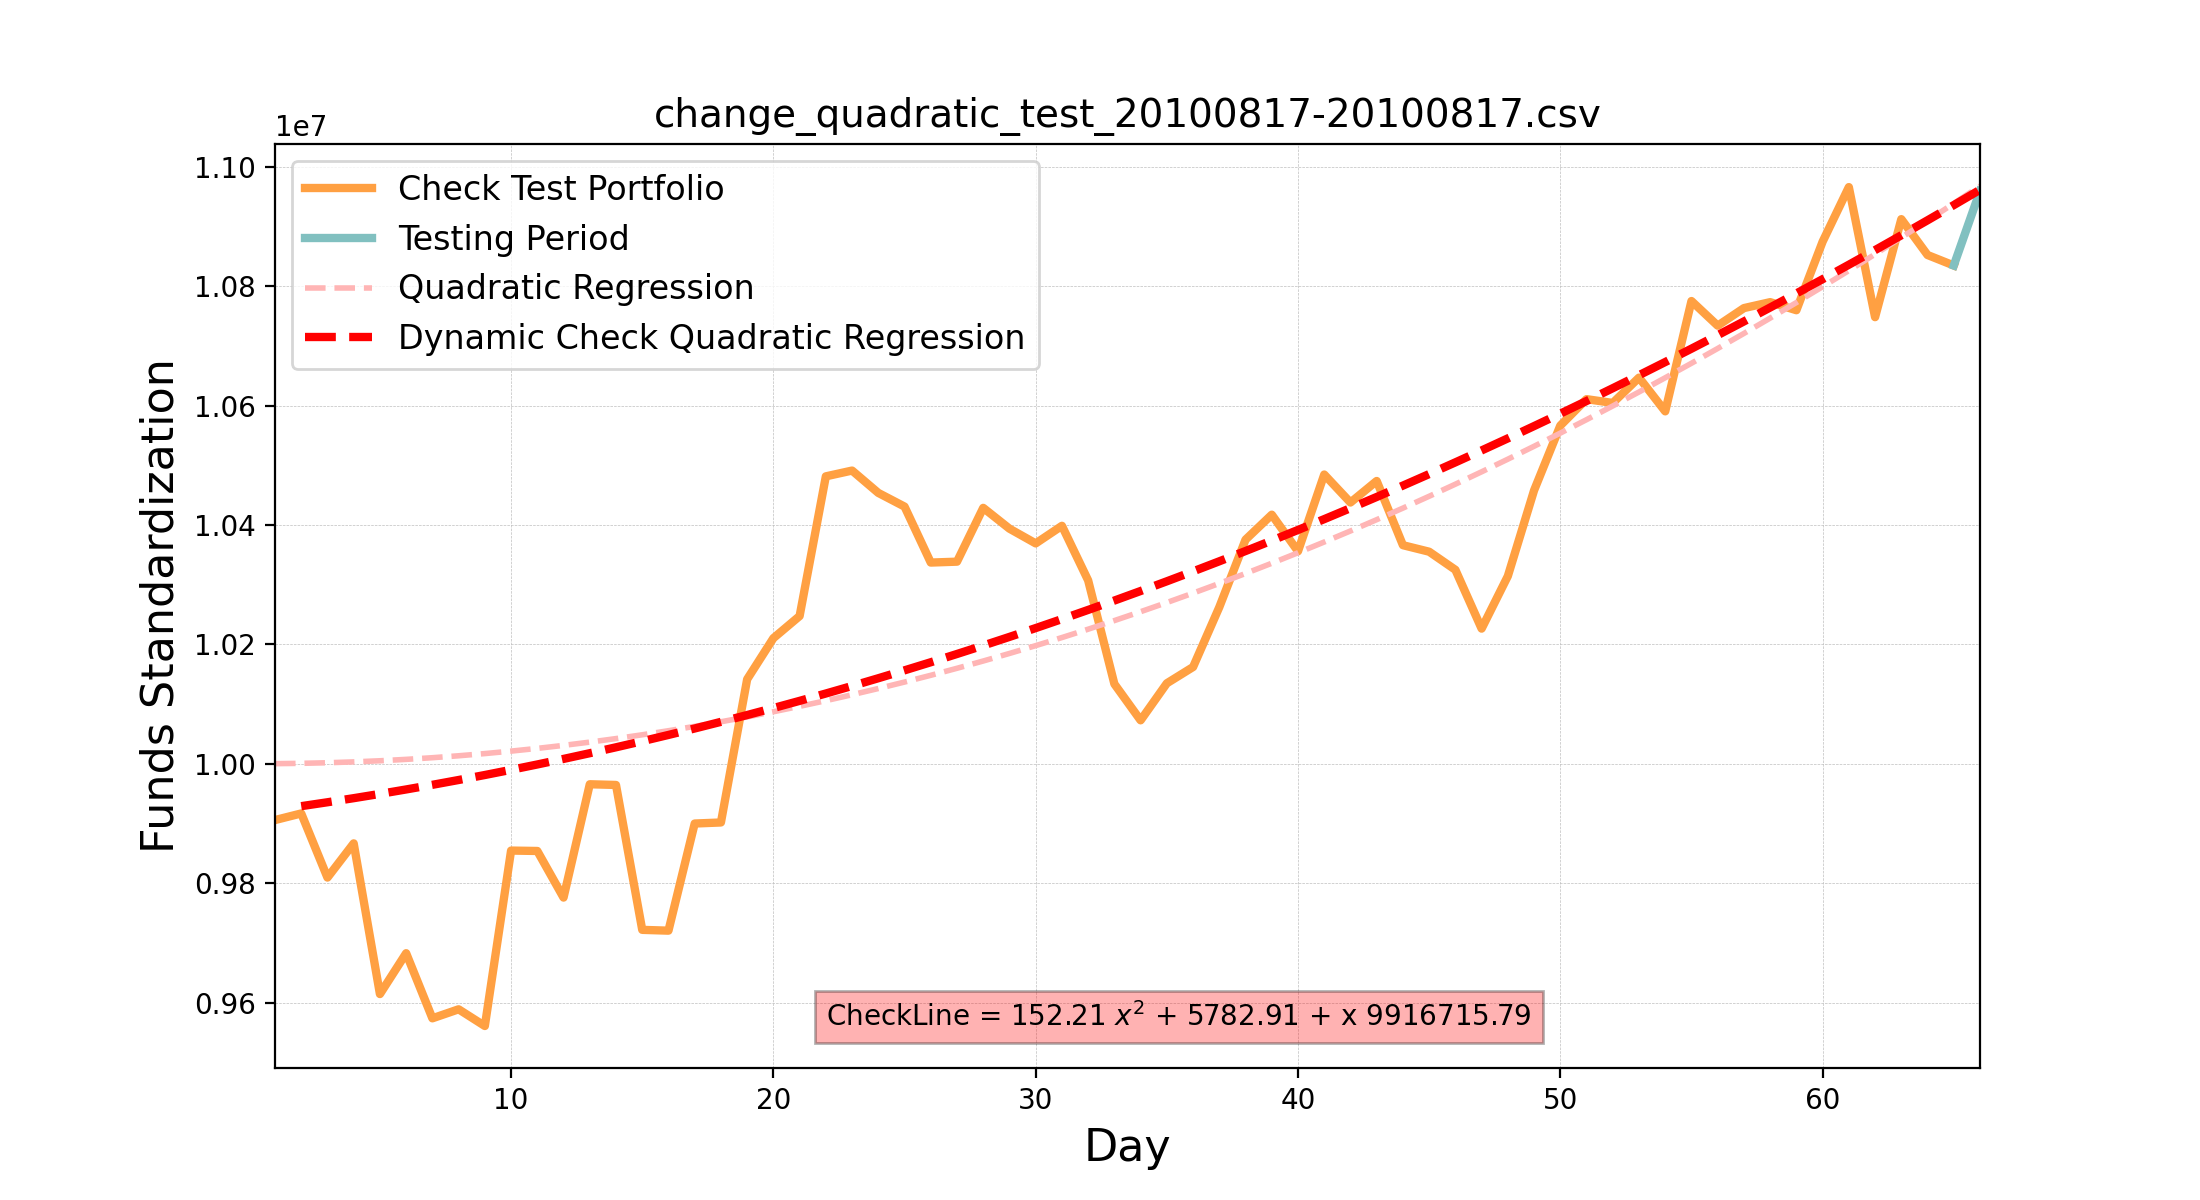 change_quadratic_test_20100817-20100817.csv
1e7
1.10
1.08
1.06
1.04
1.02
1.00
0.98
0.96
Funds Standardization
Check Test Portfolio
Testing Period
Quadratic Regression
Dynamic Check Quadratic Regression
CheckLine = 152.21 x² + 5782.91 + x 9916715.79
10 20 30 40 50 60
Day